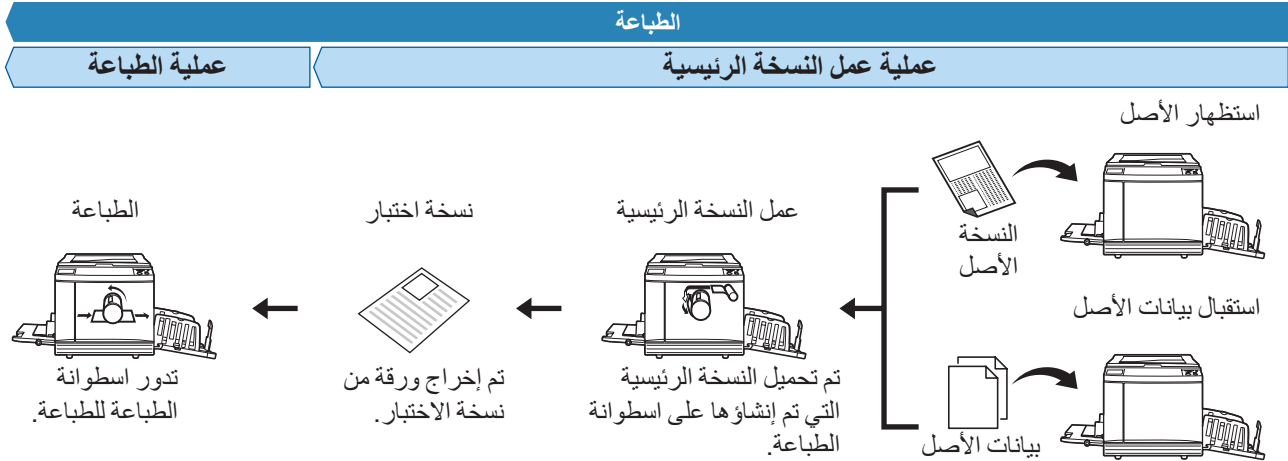 الطباعة
عملية عمل النسخة الرئيسية
عملية الطباعة
استظهار الأصل
النسخة
الأصل
استقبال بيانات الأصل
بيانات الأصل
عمل النسخة الرئيسية
تم تحميل النسخة الرئيسية
التي تم إنشاؤها على اسطوانة
الطباعة.
نسخة اختبار
تم إخراج ورقة من
نسخة الاختبار.
الطباعة
تدور اسطوانة
الطباعة للطباعة.